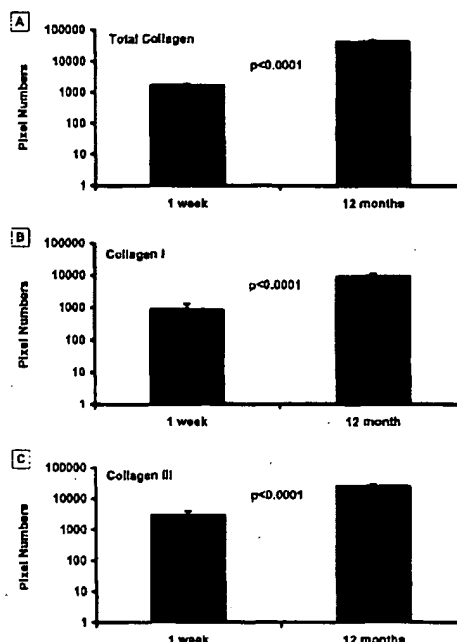 A
Total Collagen
p<0.0001
Pixel Numbers
100000
10000
1000
100
10
1
1 week
12 months
B
Collagen I
p<0.0001
Pixel Numbers
100000
10000
1000
100
10
1
1 week
12 month
C
Collagen III
p<0.0001
Pixel Numbers
100000
10000
1000
100
10
1
1 week
12 months